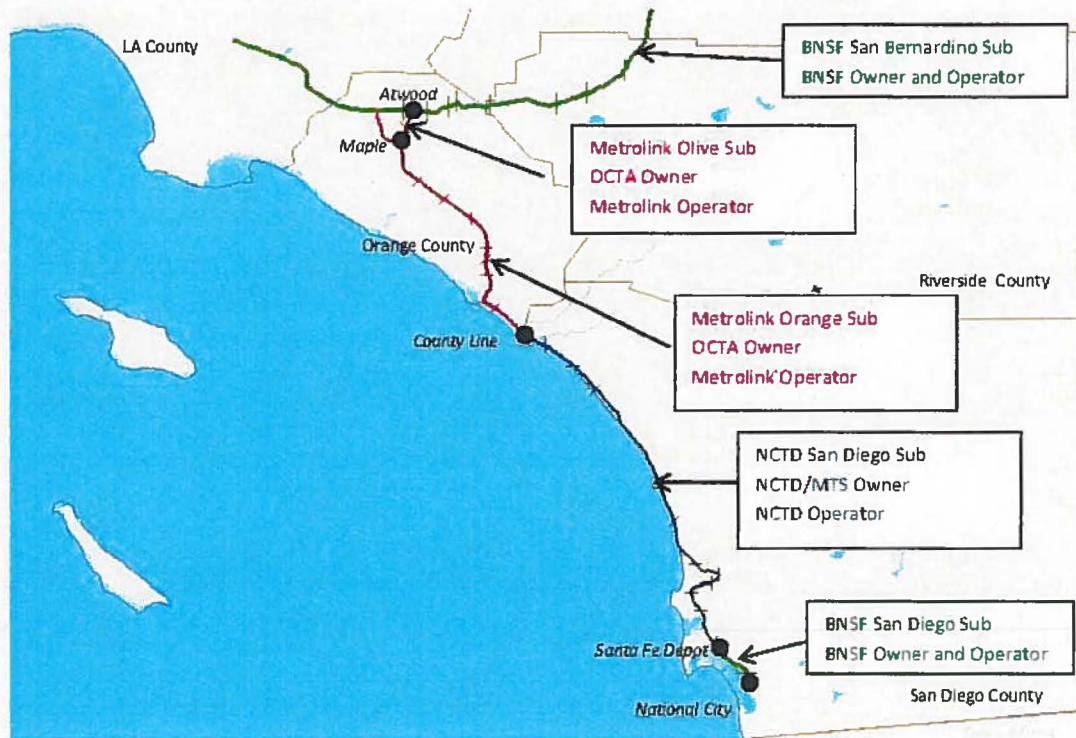 LA County
BNSF San Bernardino Sub
BNSF Owner and Operator
Atwood
Maple
Metrolink Olive Sub
OCTA Owner
Metrolink Operator
Orange County
Riverside County
Metrolink Orange Sub
OCTA Owner
Metrolink Operator
County Line
NCTD San Diego Sub
NCTD/MTS Owner
NCTD Operator
BNSF San Diego Sub
BNSF Owner and Operator
Santa Fe Depot
San Diego County
National City